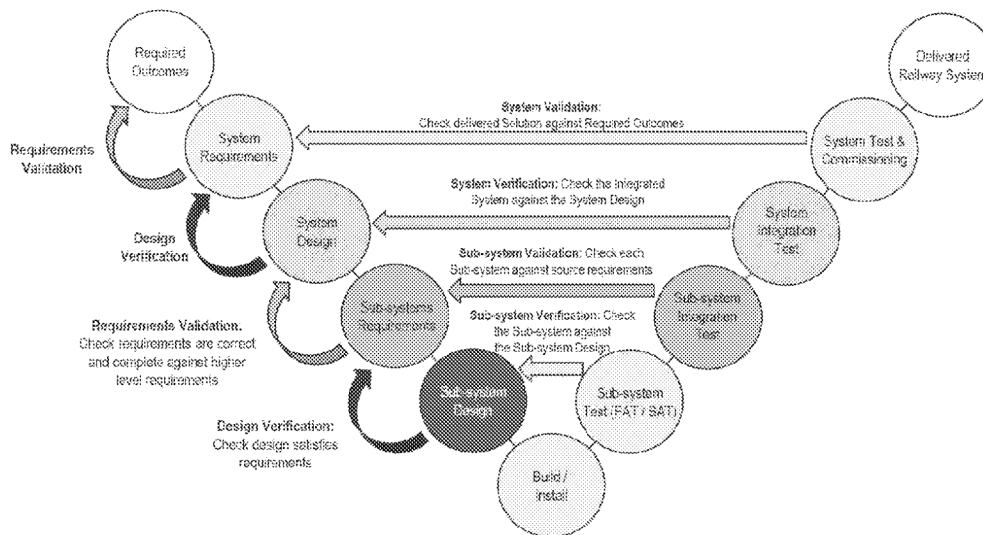 Required
Outcomes
Delivered
Railway System
System Validation:
Check delivered Solution against Required Outcomes
Requirements
Validation
System
Requirements
System Test &
Commissioning
System Verification: Check the Integrated
System against the System Design
Design
Verification
System
Design
System
Integration
Test
Sub-system Validation: Check each
Sub-system against source requirements
Sub-systems
Requirements
Sub-system
Integration
Test
Sub-system Verification: Check
the Sub-system against
the Sub-system Design
Requirements Validation.
Check requirements are correct
and complete against higher
level requirements
Sub-system
Design
Sub-system
Test (FAT / SAT)
Design Verification:
Check design satisfies
requirements
Build /
Install